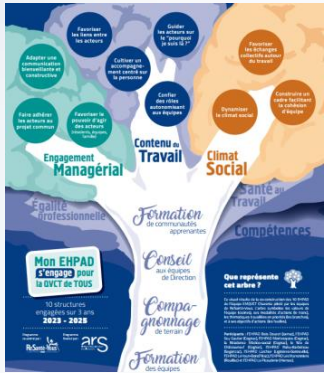 Favoriser
les liens entre
les acteurs
Guider
les acteurs sur
le "pourquoi
je suis là ?"
Favoriser
les échanges
collectifs autour
du travail
Adapter une
communication
bienveillante et
constructive
Cultiver un
accompagne-
ment centré sur
la personne
Construire un
cadre facilitant
la cohésion
d'équipe
Confier
des rôles
autonomisant
aux équipes
Faire adhérer
les acteurs au
projet commun
Favoriser le
pouvoir d'agir
des acteurs
Dynamiser
le climat social
Engagement
Managérial
Contenu du
Travail
Climat
Social
Égalité
professionnelle
Santé au
Travail
Compétences
Formation
de communautés
apprenantes
Conseil
aux équipes
de Direction
Compa-
gnonnage
de terrain
Formation
des équipes
Mon EHPAD
s'engage pour
la QVCT de TOUS
10 structures
engagées sur 3 ans
2023 - 2025
ars
Que représente
cet arbre ?